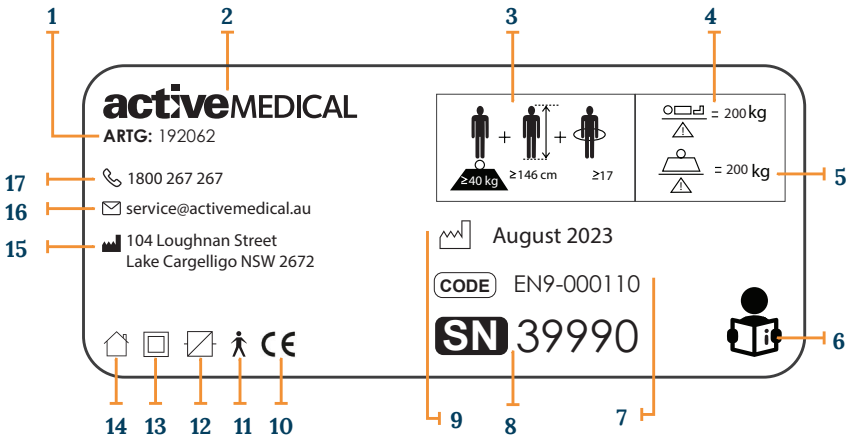 1
2
3
4
activeMEDICAL
ARTG: 192062
+
+
≥40 kg
≥146 cm
≥17
= 200 kg
= 200 kg
5
17
1800 267 267
16
service@activemedical.au
15
104 Loughnan Street
Lake Cargelligo NSW 2672
August 2023
CODE EN9-000110
SN 39990
i
6
CE
14
13
12
11
10
9
8
7